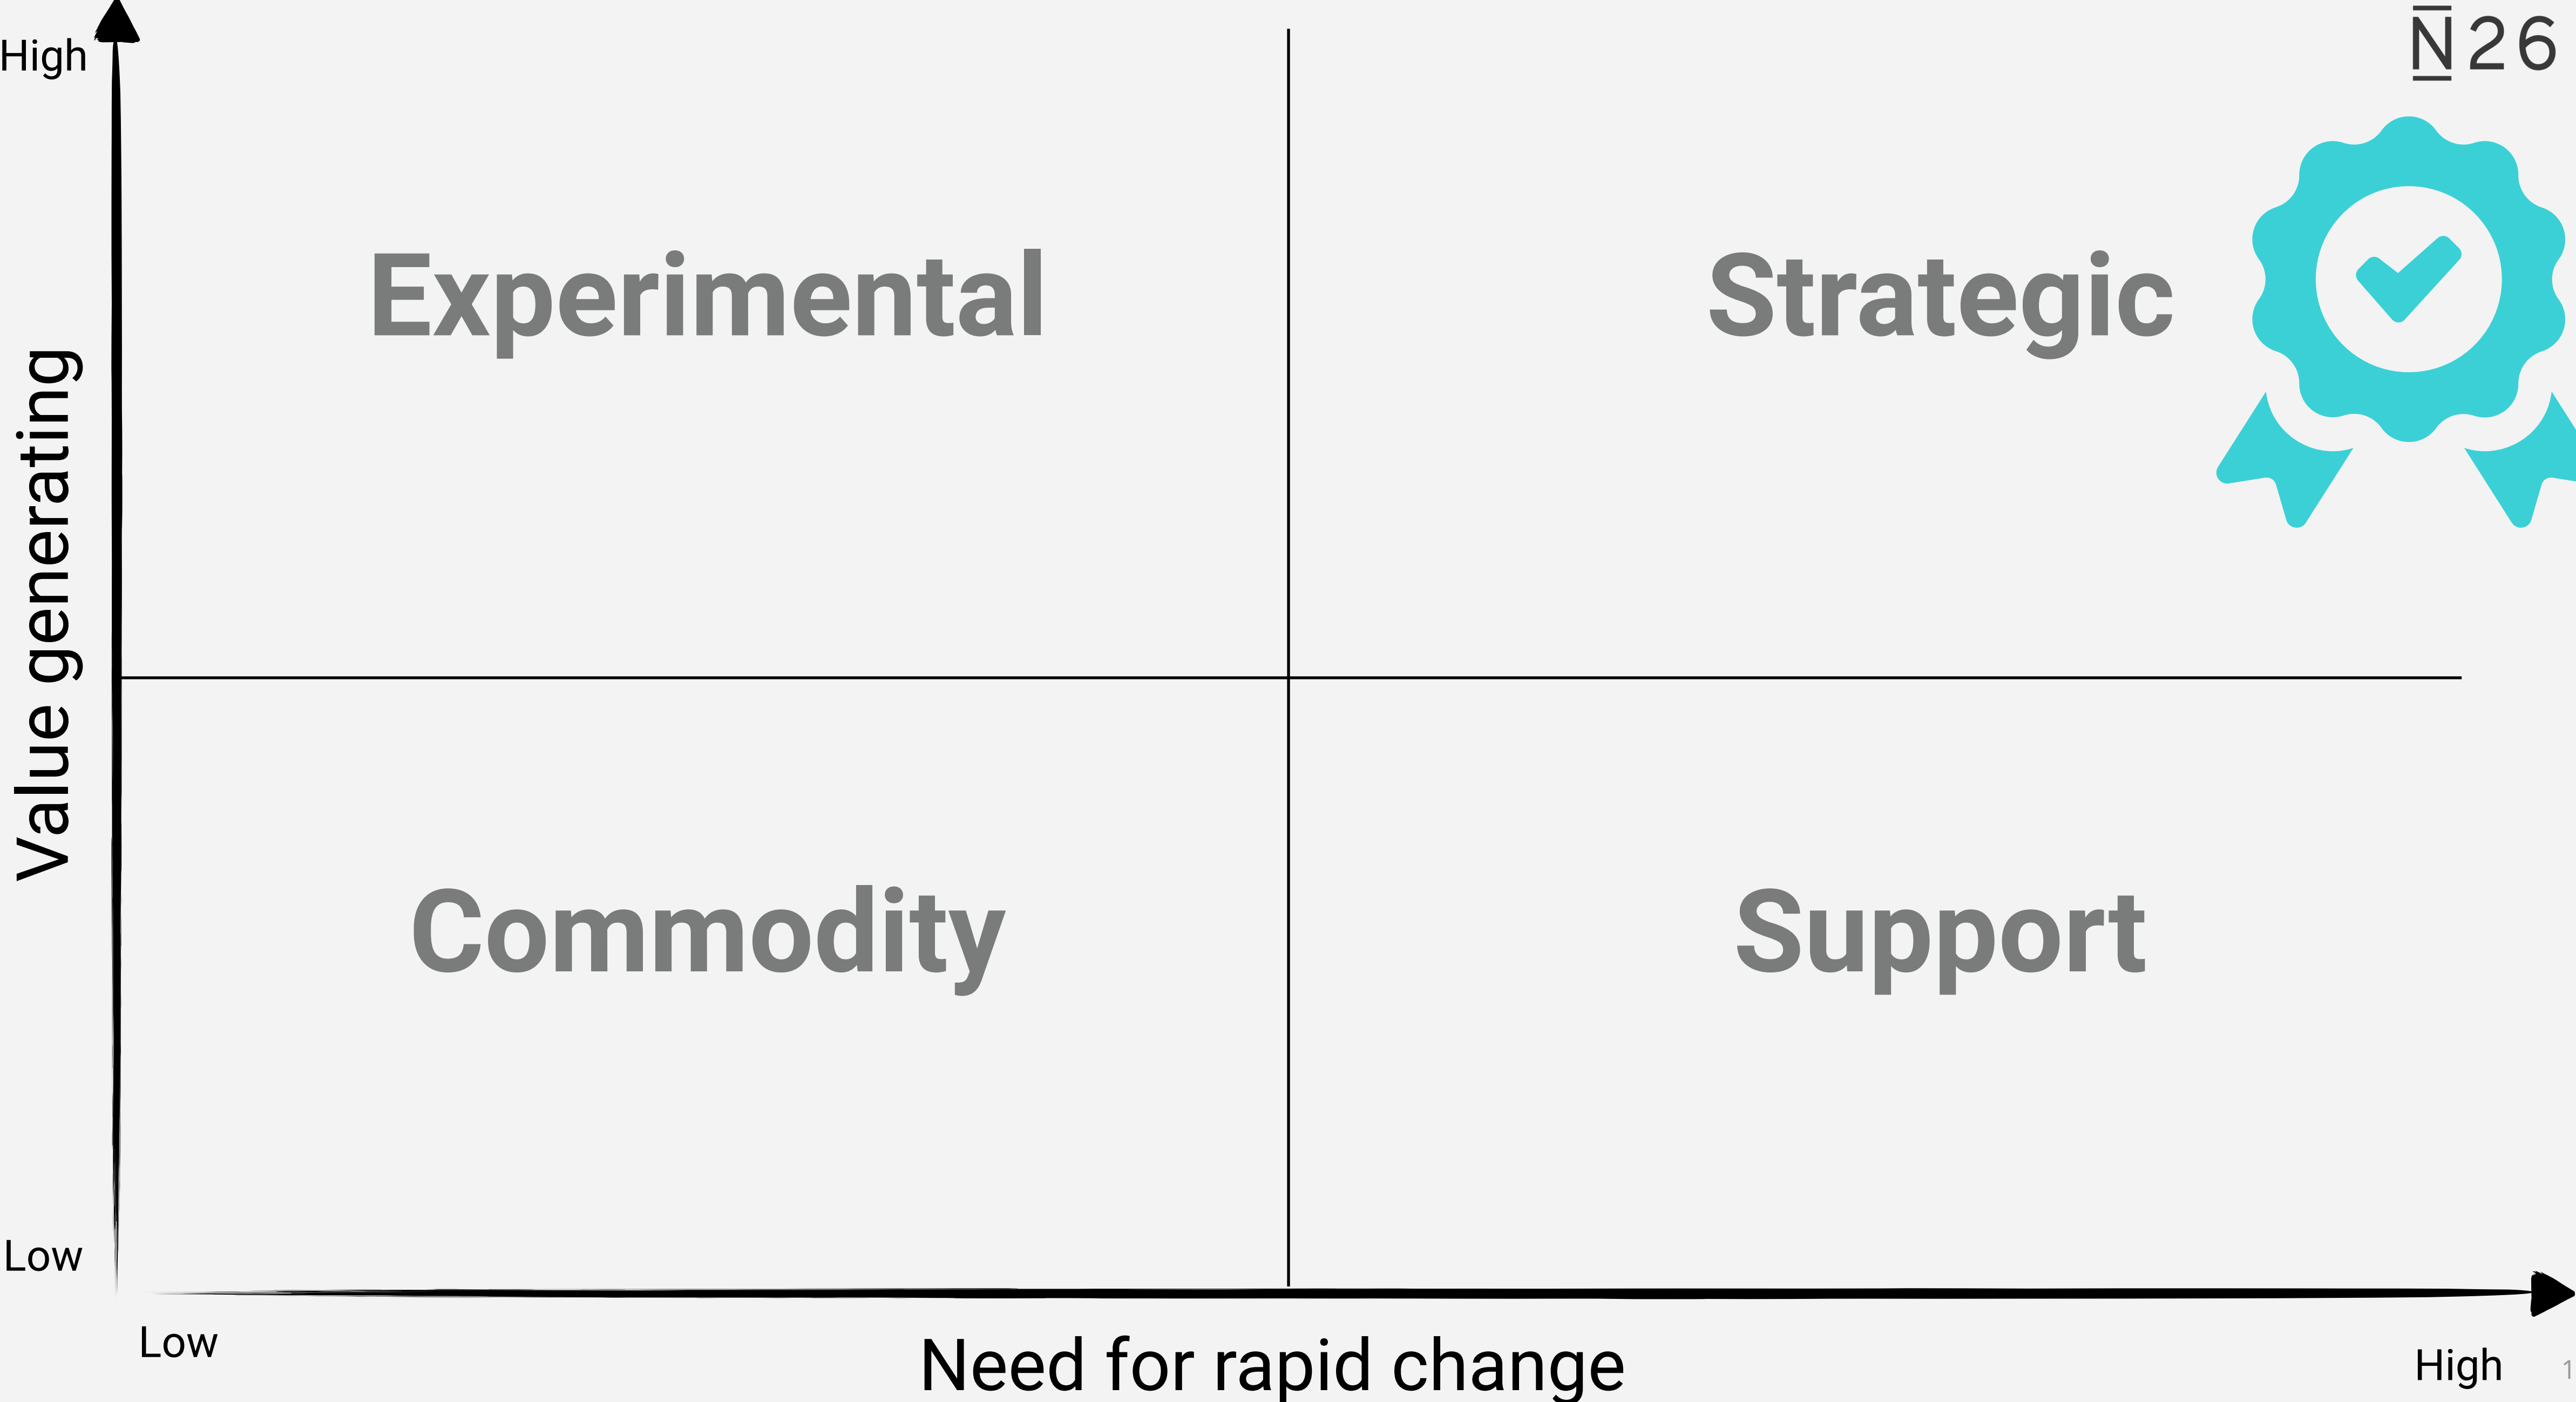 High
N26
Experimental
Strategic
Value generating
Commodity
Support
Low
Low
Need for rapid change
High
1